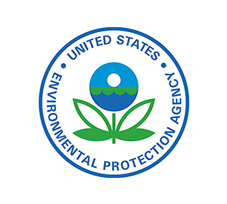 UNITED STATES
ENVIRONMENTAL PROTECTION AGENCY